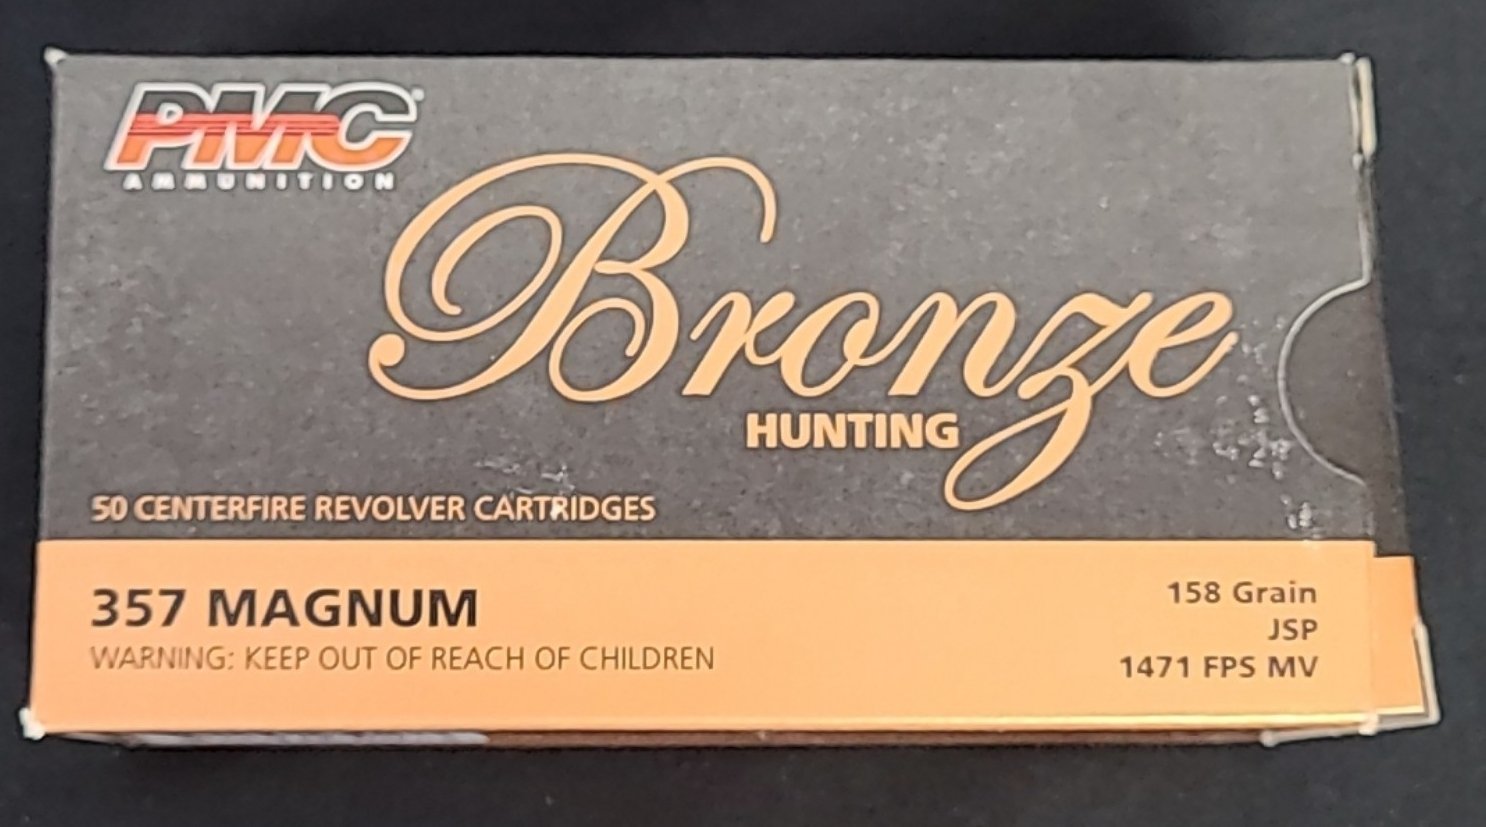 PMC
AMMUNITION
Bronze
HUNTING
50 CENTERFIRE REVOLVER CARTRIDGES
357 MAGNUM
WARNING: KEEP OUT OF REACH OF CHILDREN
158 Grain
JSP
1471 FPS MV